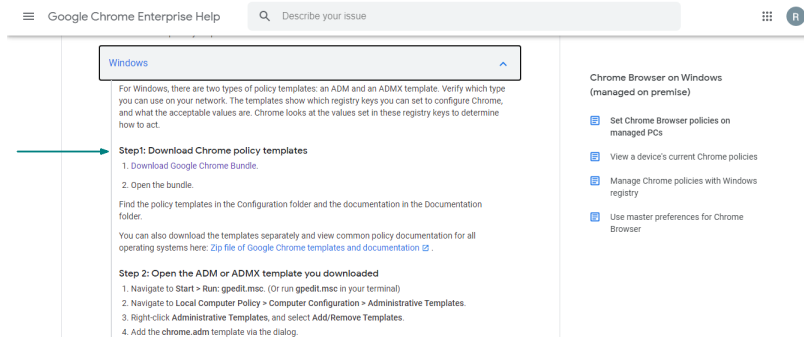 Google Chrome Enterprise Help
Describe your issue
R
Windows
For Windows, there are two types of policy templates: an ADM and an ADMX template. Verify which type
you can use on your network. The templates show which registry keys you can set to configure Chrome,
and what the acceptable values are. Chrome looks at the values set in these registry keys to determine
how to act.
Step1: Download Chrome policy templates
1. Download Google Chrome Bundle.
2. Open the bundle.
Find the policy templates in the Configuration folder and the documentation in the Documentation
folder.
You can also download the templates separately and view common policy documentation for all
operating systems here: Zip file of Google Chrome templates and documentation .
Step 2: Open the ADM or ADMX template you downloaded
1. Navigate to Start > Run: gpedit.msc. (Or run gpedit.msc in your terminal)
2. Navigate to Local Computer Policy > Computer Configuration > Administrative Templates.
3. Right-click Administrative Templates, and select Add/Remove Templates.
4. Add the chrome.adm template via the dialog.
Chrome Browser on Windows
(managed on premise)
Set Chrome Browser policies on
managed PCs
View a device's current Chrome policies
Manage Chrome policies with Windows
registry
Use master preferences for Chrome
Browser